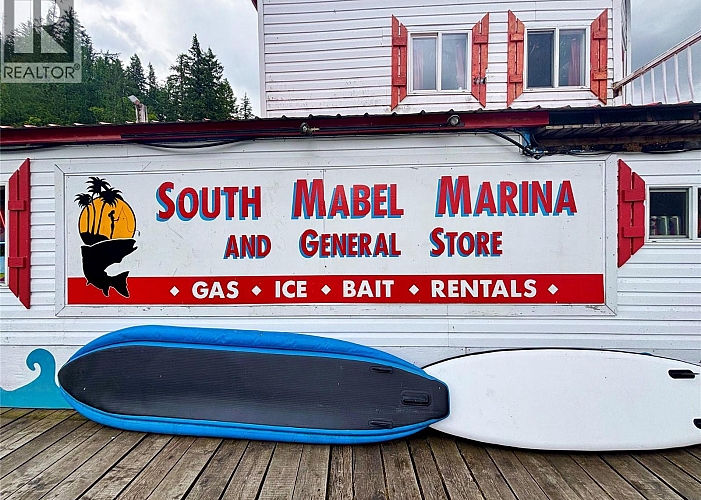 REALTOR®
SOUTH MABEL MARINA
AND GENERAL STORE
GAS • ICE • BAIT • RENTALS